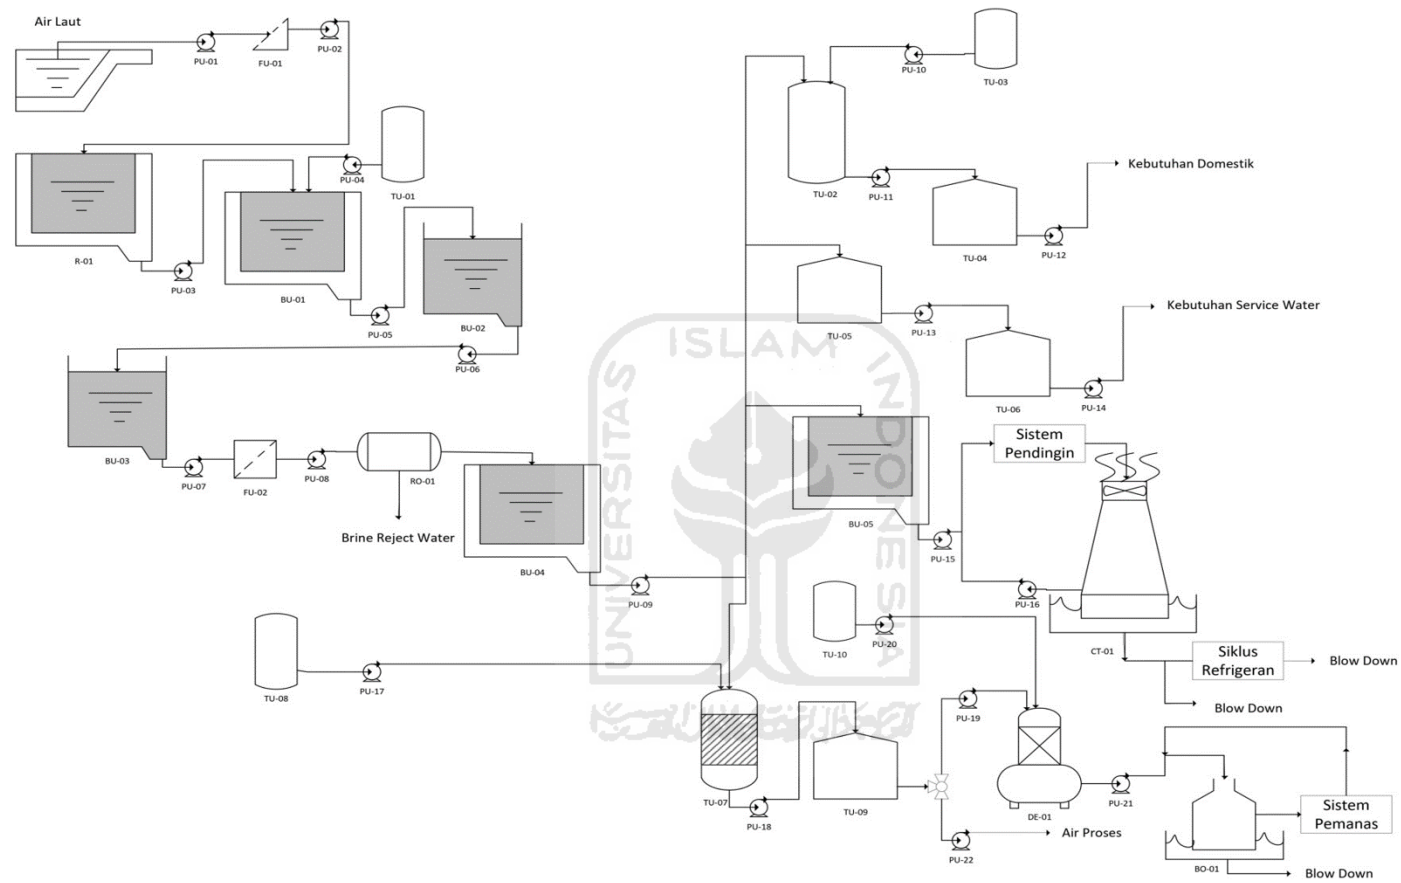 Air Laut
PU-01
FU-01
PU-02
TU-03
PU-10
TU-01
PU-04
TU-02
PU-11
Kebutuhan Domestik
TU-04
PU-12
R-01
PU-03
BU-01
PU-05
BU-02
PU-06
TU-05
PU-13
Kebutuhan Service Water
TU-06
PU-14
BU-03
PU-07
FU-02
PU-08
RO-01
Brine Reject Water
BU-04
PU-09
BU-05
PU-15
Sistem
Pendingin
PU-16
CT-01
Siklus
Refrigeran
Blow Down
Blow Down
TU-10
PU-20
TU-08
PU-17
TU-07
PU-18
TU-09
PU-19
DE-01
PU-21
PU-22
Air Proses
BO-01
Sistem
Pemanas
Blow Down
UNIVERSITAS
ISLAM
INDONESIA